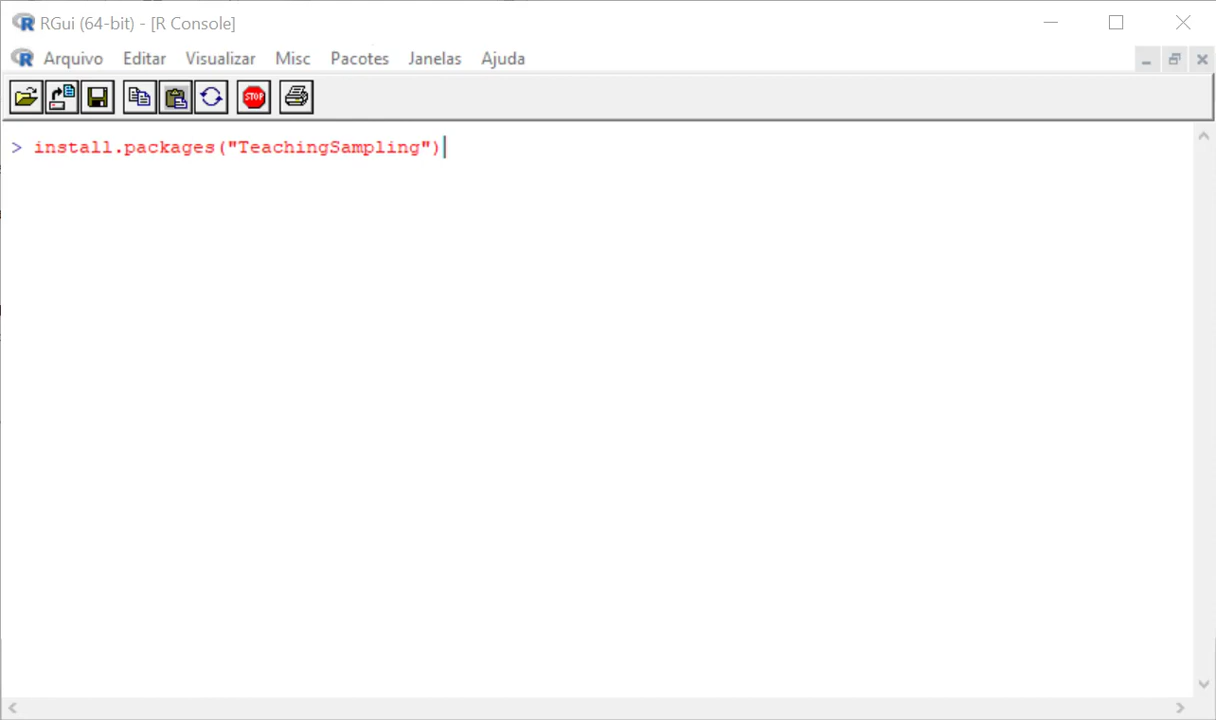 RGui (64-bit) - [R Console]
Arquivo Editar Visualizar Misc Pacotes Janelas Ajuda
STOP
> install.packages("TeachingSampling")